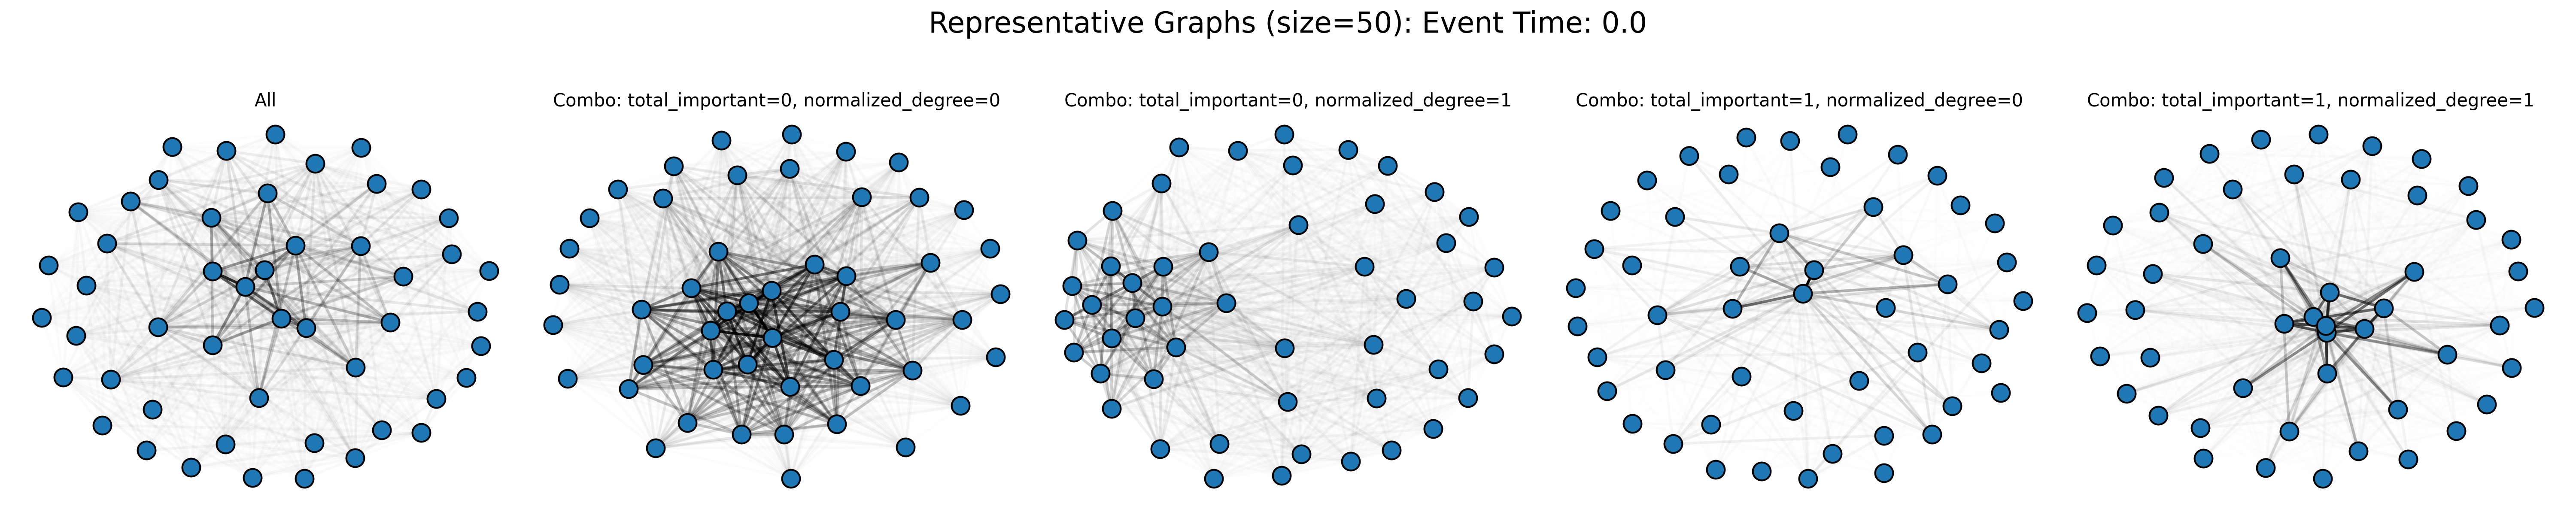 Representative Graphs (size=50): Event Time: 0.0
All
Combo: total_important=0, normalized_degree=0
Combo: total_important=0, normalized_degree=1
Combo: total_important=1, normalized_degree=0
Combo: total_important=1, normalized_degree=1